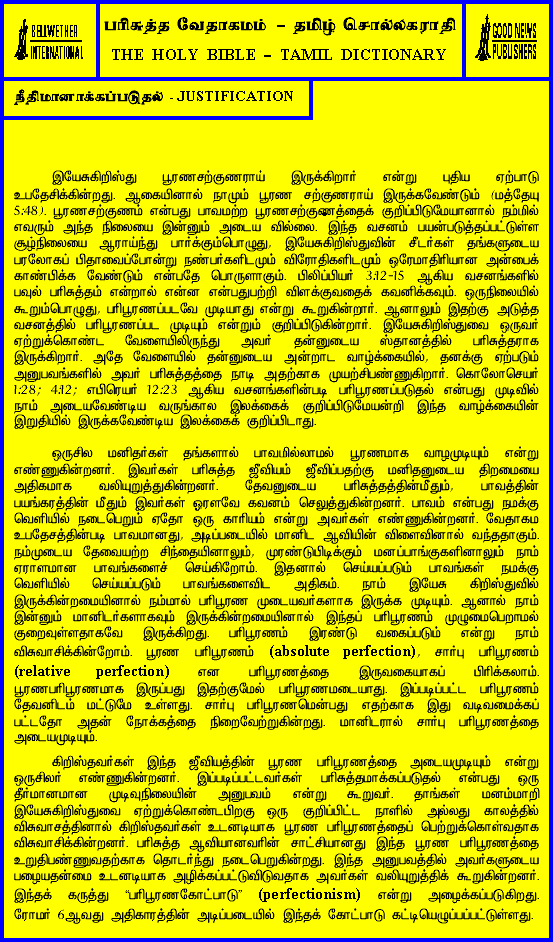 BELLWETHER
INTERNATIONAL
பரிசுத்த வேதாகமம் – தமிழ் சொல்லகராதி
THE HOLY BIBLE – TAMIL DICTIONARY
GOOD NEWS
PUBLISHERS
நீதிமானாக்கப்படுதல் - JUSTIFICATION
இயேசுகிறிஸ்து பூரணசற்குணராய் இருக்கிறார் என்று புதிய ஏற்பாடு
உபதேசிக்கின்றது. ஆகையினால் நாமும் பூரண சற்குணராய் இருக்கவேண்டும் (மத்தேயு
5:48). பூரணசற்குணம் என்பது பாவமற்ற பூரணசற்குணத்தைக் குறிப்பிடுமேயானால் நம்மில்
எவரும் அந்த நிலையை இன்னும் அடைய வில்லை. இந்த வசனம் பயன்படுத்தப்பட்டுள்ள
சூழ்நிலையை ஆராய்ந்து பார்க்கும்பொழுது, இயேசுகிறிஸ்துவின் சீடர்கள் தங்களுடைய
பரலோகப் பிதாவைப்போன்று நண்பர்களிடமும் விரோதிகளிடமும் ஒரேமாதிரியான அன்பைக்
காண்பிக்க வேண்டும் என்பதே பொருளாகும். பிலிப்பியர் 3:12-15 ஆகிய வசனங்களில்
பவுல் பரிசுத்தம் என்றால் என்ன என்பதுபற்றி விளக்குவதைக் கவனிக்கவும். ஒருநிலையில்
கூறும்பொழுது, பரிபூரணப்படவே முடியாது என்று கூறுகின்றார். ஆனாலும் இதற்கு அடுத்த
வசனத்தில் பரிபூரணப்பட முடியும் என்றும் குறிப்பிடுகின்றார். இயேசுகிறிஸ்துவை ஒருவர்
ஏற்றுக்கொண்ட வேளையிலிருந்து அவர் தன்னுடைய ஸ்தானத்தில் பரிசுத்தராக
இருக்கிறார். அதே வேளையில் தன்னுடைய அன்றாட வாழ்க்கையில், தனக்கு ஏற்படும்
அனுபவங்களில் அவர் பரிசுத்தத்தை நாடி அதற்காக முயற்சிபண்ணுகிறார். கொலோசெயர்
1:28; 4:12; எபிரெயர் 12:23 ஆகிய வசனங்களின்படி பரிபூரணப்படுதல் என்பது முடிவில்
நாம் அடையவேண்டிய வருங்கால இலக்கைக் குறிப்பிடுமேயன்றி இந்த வாழ்க்கையின்
இறுதியில் இருக்கவேண்டிய இலக்கைக் குறிப்பிடாது.
ஒருசில மனிதர்கள் தங்களால் பாவமில்லாமல் பூரணமாக வாழமுடியும் என்று
எண்ணுகின்றனர். இவர்கள் பரிசுத்த ஜீவியம் ஜீவிப்பதற்கு மனிதனுடைய திறமையை
அதிகமாக வலியுறுத்துகின்றனர். தேவனுடைய பரிசுத்தத்தின்மீதும், பாவத்தின்
பயங்கரத்தின் மீதும் இவர்கள் ஓரளவே கவனம் செலுத்துகின்றனர். பாவம் என்பது நமக்கு
வெளியில் நடைபெறும் ஏதோ ஒரு காரியம் என்று அவர்கள் எண்ணுகின்றனர். வேதாகம
உபதேசத்தின்படி பாவமானது, அடிப்படையில் மானிட ஆவியின் விளைவினால் வந்ததாகும்.
நம்முடைய தேவையற்ற சிந்தையினாலும், முரண்டுபிடிக்கும் மனப்பாங்குகளினாலும் நாம்
ஏராளமான பாவங்களைச் செய்கிறோம். இதனால் செய்யப்படும் பாவங்கள் நமக்கு
வெளியில் செய்யப்படும் பாவங்களைவிட அதிகம். நாம் இயேசு கிறிஸ்துவில்
இருக்கின்றமையினால் நம்மால் பரிபூரண முடையவர்களாக இருக்க முடியும். ஆனால் நாம்
இன்னும் மானிடர்களாகவும் இருக்கின்றமையினால் இந்தப் பரிபூரணம் முழுமைபெறாமல்
குறைவுள்ளதாகவே இருக்கிறது. பரிபூரணம் இரண்டு வகைப்படும் என்று நாம்
விசுவாசிக்கின்றோம். பூரண பரிபூரணம் (absolute perfection), சார்பு பரிபூரணம்
(relative perfection) என பரிபூரணத்தை இருவகையாகப் பிரிக்கலாம்.
பூரணபரிபூரணமாக இருப்பது இதற்குமேல் பரிபூரணமடையாது. இப்படிப்பட்ட பரிபூரணம்
தேவனிடம் மட்டுமே உள்ளது. சார்பு பரிபூரணமென்பது எதற்காக இது வடிவமைக்கப்
பட்டதோ அதன் நோக்கத்தை நிறைவேற்றுகின்றது. மானிடரால் சார்பு பூரணத்தை
அடையமுடியும்.
கிறிஸ்தவர்கள் இந்த ஜீவியத்தின் பூரண பரிபூரணத்தை அடைமுடியும் என்று
ஒருசிலர் எண்ணுகின்றனர். இப்படிப்பட்டவர்கள் பரிசுத்தமாக்கப்படுதல் என்பது ஒரு
தீர்மானமான முடிவுநிலையின் அனுபவம் என்று கூறுவர். தாங்கள் மனம்மாறி
இயேசுகிறிஸ்துவை ஏற்றுக்கொண்டபிறகு ஒரு குறிப்பிட்ட நாளில் அல்லது காலத்தில்
விசுவாசத்தினால் கிறிஸ்தவர்கள் உடனடியாக பூரண பரிபூரணத்தைப் பெற்றுக்கொள்வதாக
விசுவாசிக்கின்றனர். பரிசுத்த ஆவியானவரின் சாட்சியானது இந்த பூரண பரிபூரணத்தை
உறுதிபண்ணுவதற்காக தொடர்ந்து நடைபெறுகின்றது. இந்த அனுபவத்தில் அவர்களுடைய
பழையதன்மை உடனடியாக அழிக்கப்பட்டுவிடுவதாக அவர்கள் வலியுறுத்திக் கூறுகின்றனர்.
இந்தக் கருத்து “பரிபூரணகோட்பாடு” (perfectionism) என்று அழைக்கப்படுகிறது.
ரோமர் 6ஆவது அதிகாரத்தின் அடிப்படையில் இந்தக் கோட்பாடு கட்டியெழுப்பப்பட்டுள்ளது.